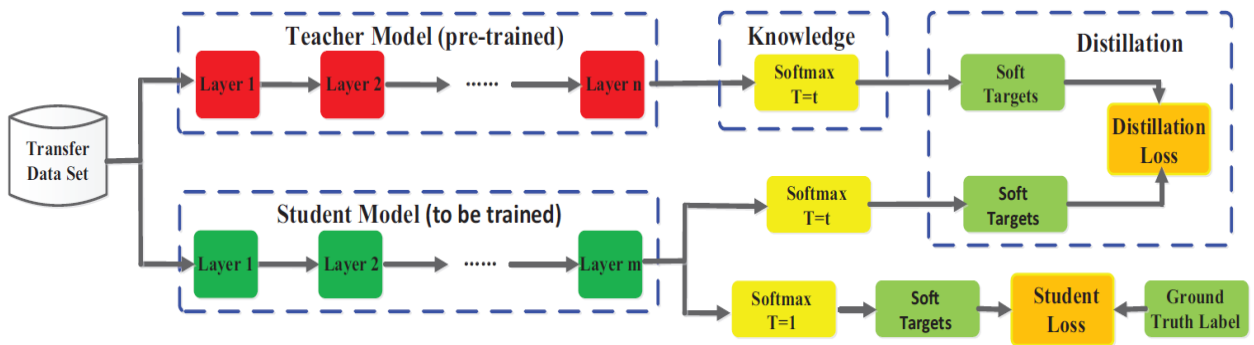 Teacher Model (pre-trained)
Layer 1
Layer 2
......
Layer n
Knowledge
Softmax
T=t
Distillation
Soft
Targets
Distillation
Loss
Transfer
Data Set
Student Model (to be trained)
Layer 1
Layer 2
......
Layer m
Softmax
T=t
Soft
Targets
Softmax
T=1
Soft
Targets
Student
Loss
Ground
Truth Label